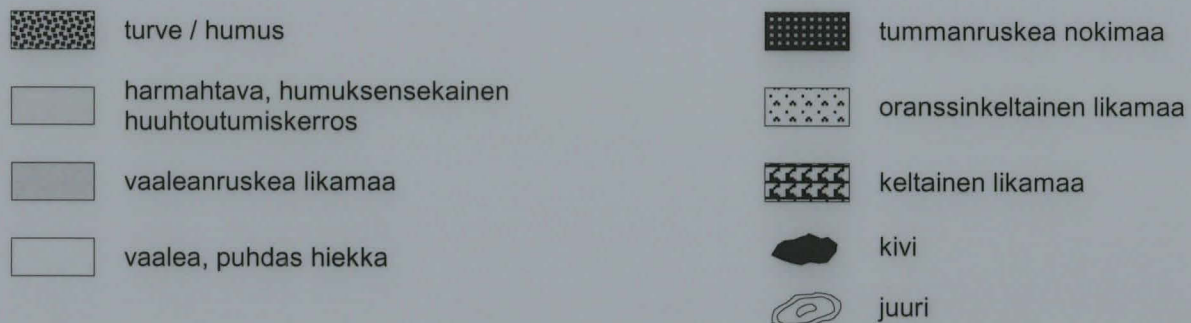 turve / humus
harmahtava, humuksensekainen
huuhtoutumiskerros
vaaleanruskea likamaa
vaalea, puhdas hiekka
tummanruskea nokimaa
oranssinkeltainen likamaa
keltainen likamaa
kivi
juuri